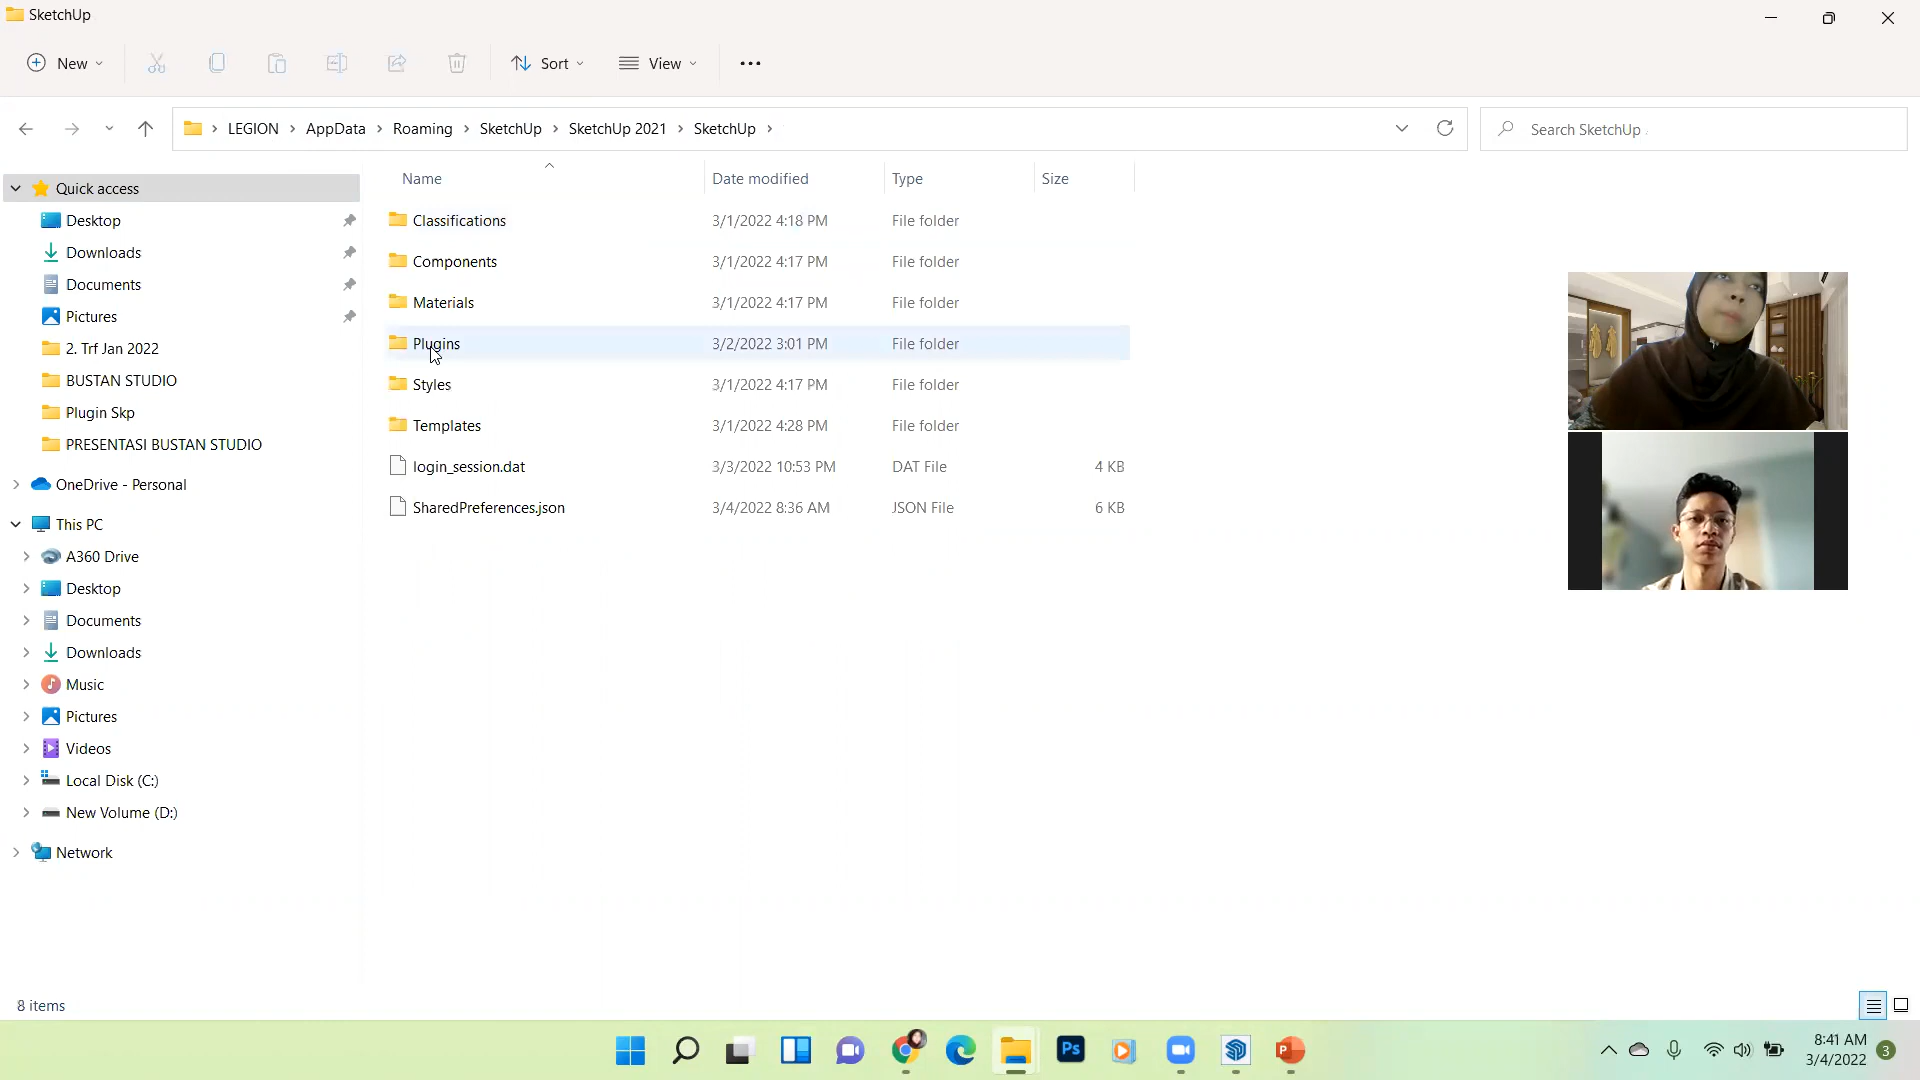 SketchUp
New
Sort
View
LEGION > AppData > Roaming > SketchUp > SketchUp 2021 > SketchUp >
Search SketchUp
Name Date modified Type Size
Quick access
Desktop
Downloads
Documents
Pictures
2. Trf Jan 2022
BUSTAN STUDIO
Plugin Skp
PRESENTASI BUSTAN STUDIO
OneDrive - Personal
This PC
A360 Drive
Desktop
Documents
Downloads
Music
Pictures
Videos
Local Disk (C:)
New Volume (D:)
Network
Classifications 3/1/2022 4:18 PM File folder
Components 3/1/2022 4:17 PM File folder
Materials 3/1/2022 4:17 PM File folder
Plugins 3/2/2022 3:01 PM File folder
Styles 3/1/2022 4:17 PM File folder
Templates 3/1/2022 4:28 PM File folder
login_session.dat 3/3/2022 10:53 PM DAT File 4 KB
SharedPreferences.json 3/4/2022 8:36 AM JSON File 6 KB
8 items
Ps
P
8:41 AM
3/4/2022
3